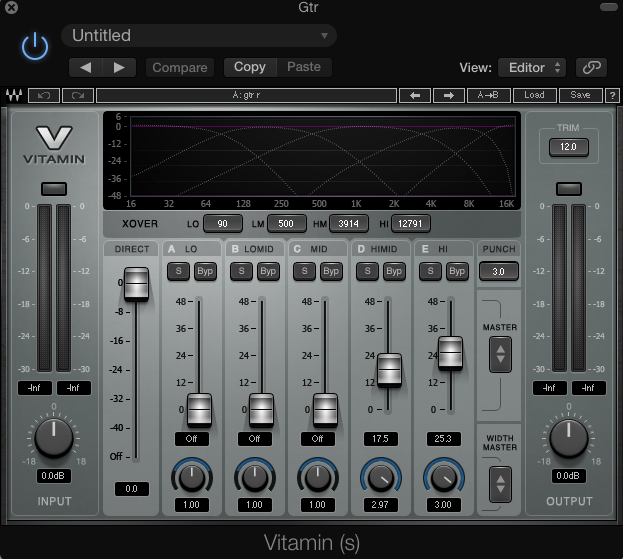 Gtr
Untitled
Compare Copy Paste View: Editor
A: gtr r A→B Load Save ?
V
VITAMIN
TRIM
12.0
6
0
-12
-24
-36
-48
16 32 64 128 250 500 1K 2K 4K 8K 16K
XOVER LO 90 LM 500 HM 3914 HI 12791
DIRECT A LO B LOMID C MID D HIMID E HI PUNCH
S Byp S Byp S Byp S Byp S Byp 3.0
0 -6 -12 -18 -24 -30
0 -6 -12 -18 -24 -30
0 -8 -16 -24 -32 -40 Off
48 36 24 12 0
48 36 24 12 0
48 36 24 12 0
48 36 24 12 0
48 36 24 12 0
MASTER
0 -6 -12 -18 -24 -30
0 -6 -12 -18 -24 -30
-Inf -Inf
-Inf -Inf
Off Off Off 17.5 25.3
WIDTH
MASTER
0.0 1.00 1.00 1.00 2.97 3.00
0
-18 18
0.0dB
INPUT
0
-18 18
0.0dB
OUTPUT
Vitamin (s)